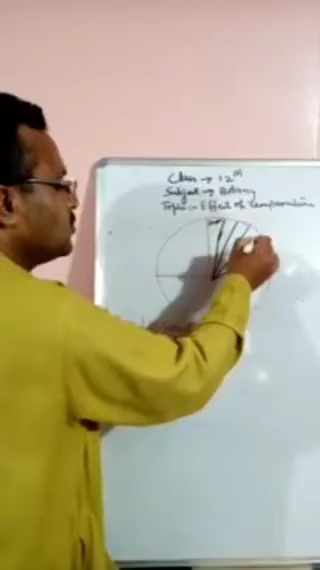 Class → 12th
Subject → Botany
Topic :- Effect of Temperature